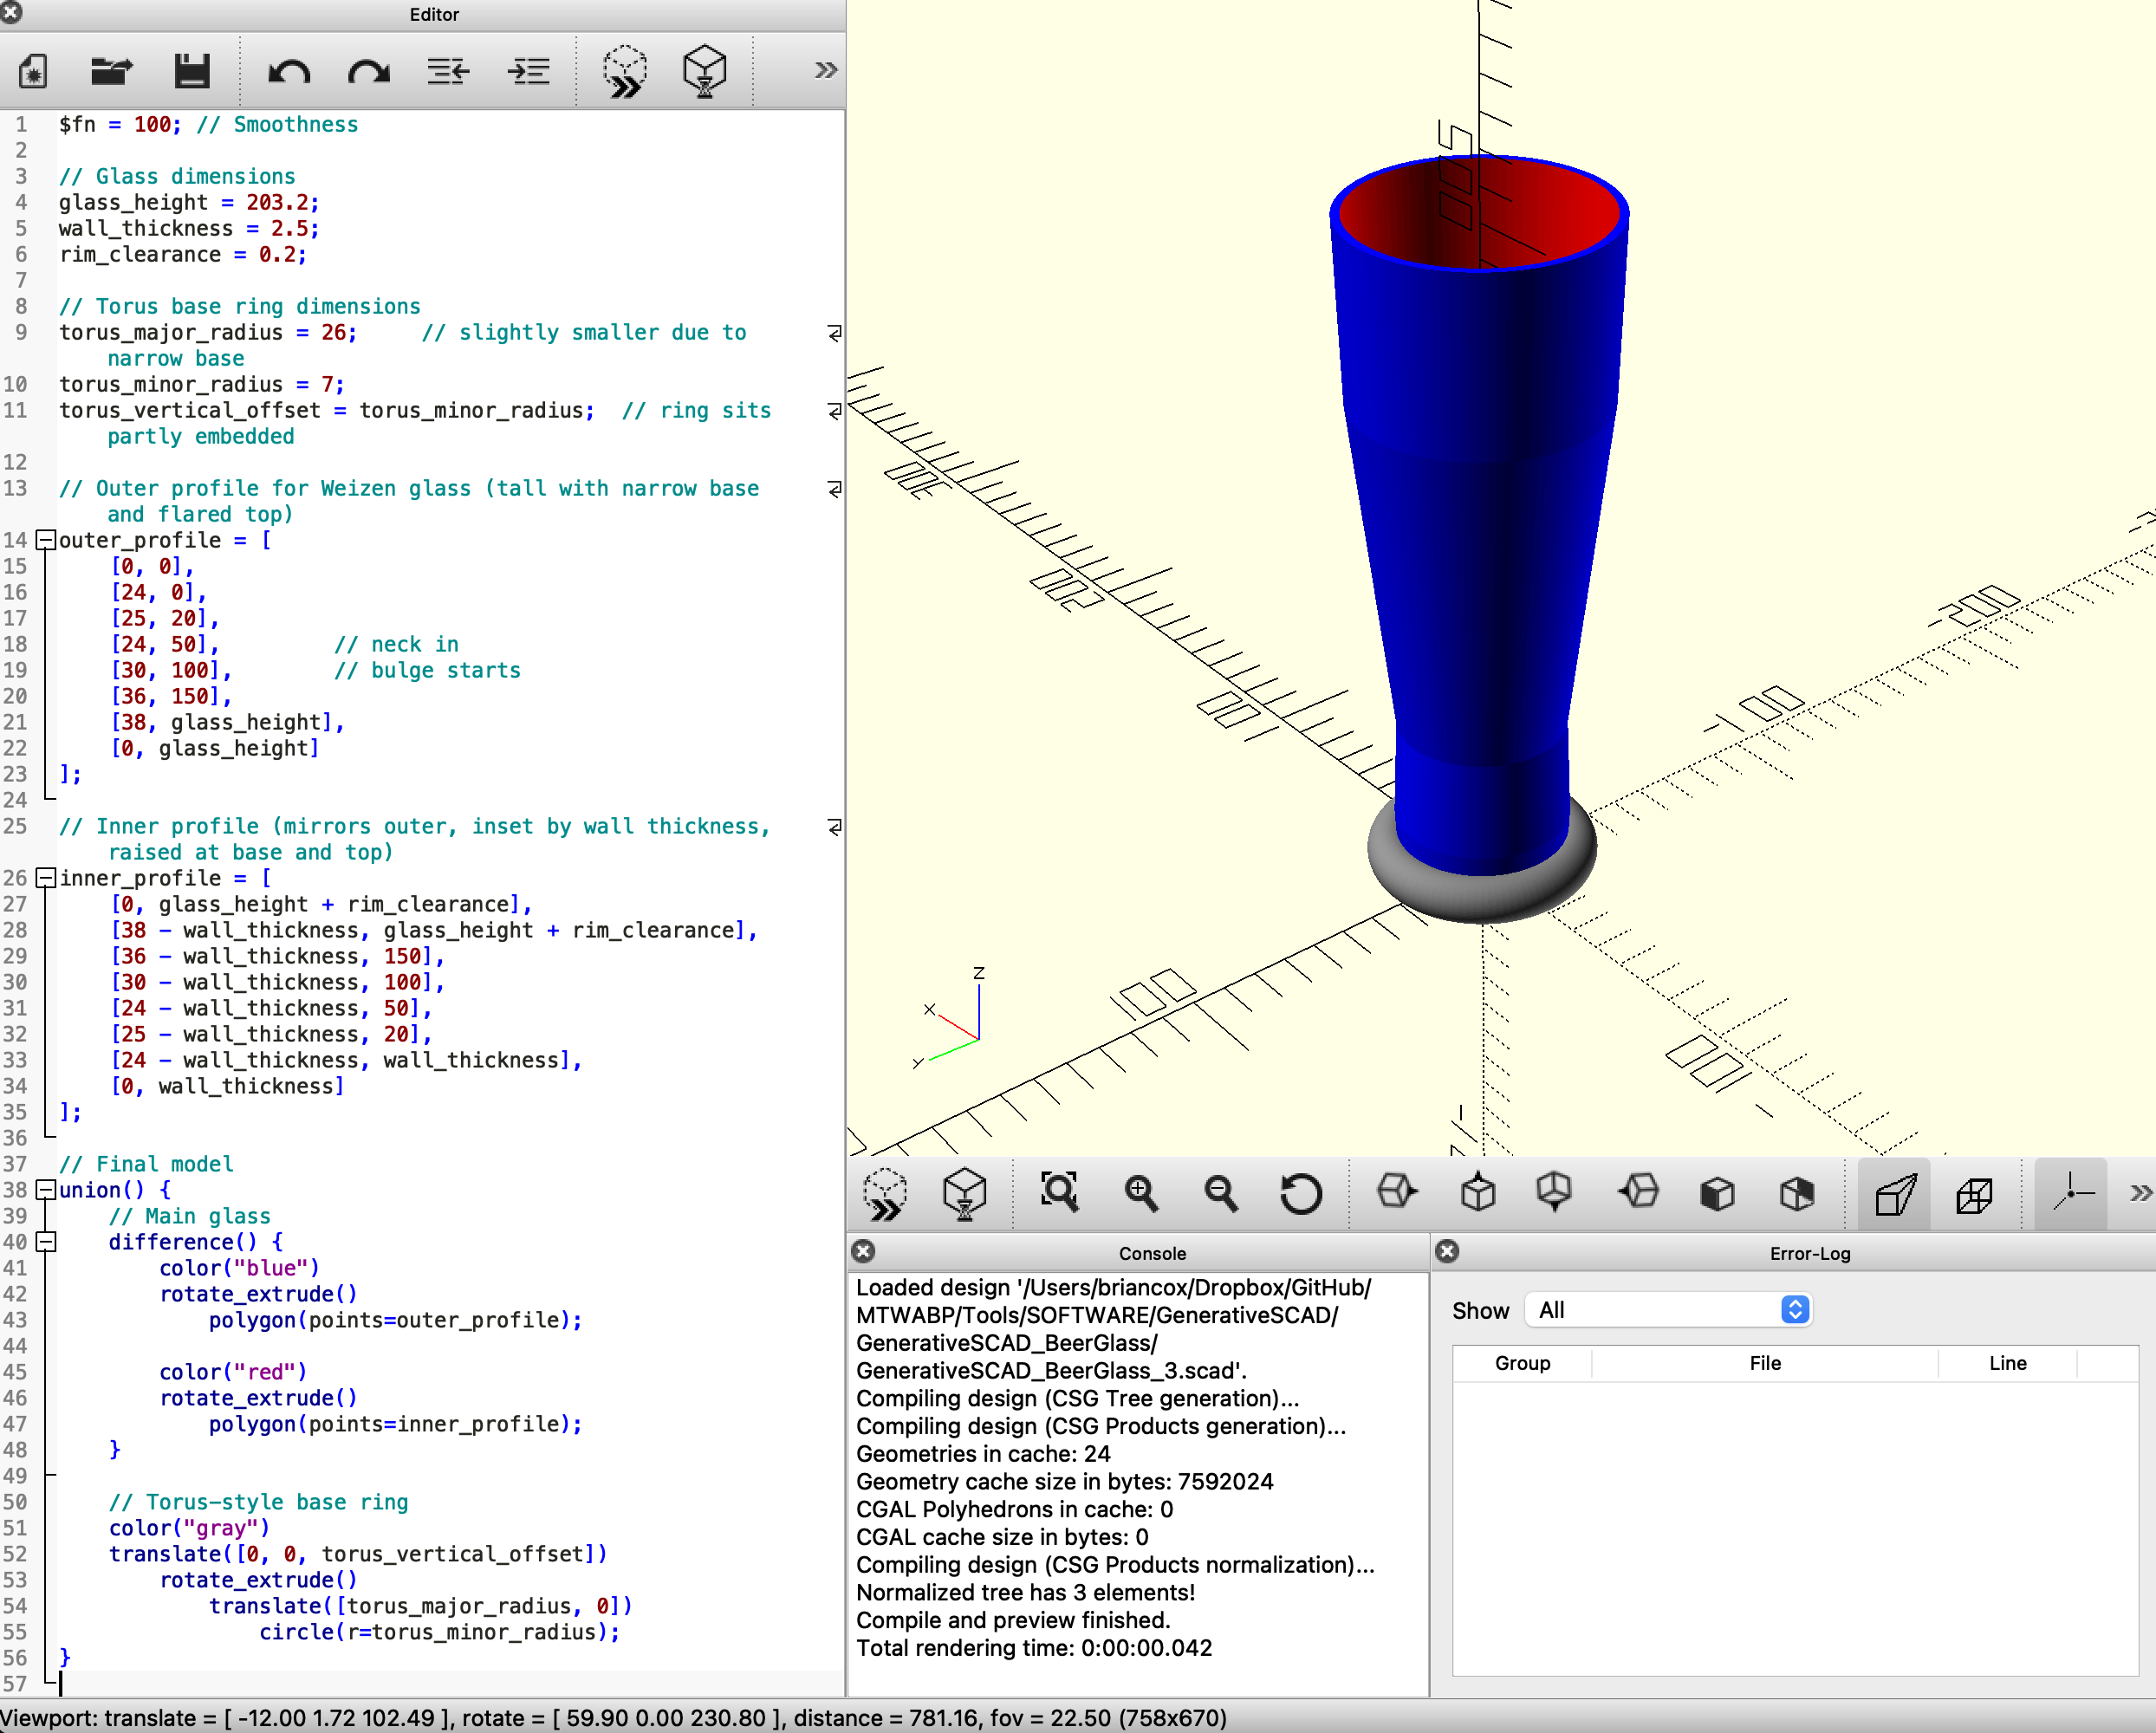 Editor
1 $fn = 100; // Smoothness
2
3 // Glass dimensions
4 glass_height = 203.2;
5 wall_thickness = 2.5;
6 rim_clearance = 0.2;
7
8 // Torus base ring dimensions
9 torus_major_radius = 26;     // slightly smaller due to
narrow base
10 torus_minor_radius = 7;
11 torus_vertical_offset = torus_minor_radius;  // ring sits
partly embedded
12
13 // Outer profile for Weizen glass (tall with narrow base
and flared top)
14 outer_profile = [
15     [0, 0],
16     [24, 0],
17     [25, 20],
18     [24, 50],         // neck in
19     [30, 100],        // bulge starts
20     [36, 150],
21     [38, glass_height],
22     [0, glass_height]
23 ];
24
25 // Inner profile (mirrors outer, inset by wall thickness,
raised at base and top)
26 inner_profile = [
27     [0, glass_height + rim_clearance],
28     [38 - wall_thickness, glass_height + rim_clearance],
29     [36 - wall_thickness, 150],
30     [30 - wall_thickness, 100],
31     [24 - wall_thickness, 50],
32     [25 - wall_thickness, 20],
33     [24 - wall_thickness, wall_thickness],
34     [0, wall_thickness]
35 ];
36
37 // Final model
38 union() {
39     // Main glass
40     difference() {
41         color("blue")
42         rotate_extrude()
43             polygon(points=outer_profile);
44
45         color("red")
46         rotate_extrude()
47             polygon(points=inner_profile);
48     }
49
50     // Torus-style base ring
51     color("gray")
52     translate([0, 0, torus_vertical_offset])
53         rotate_extrude()
54             translate([torus_major_radius, 0])
55                 circle(r=torus_minor_radius);
56 }
57
300
200
100
-200
-100
100
-100
Z
X
Y
Console
Loaded design '/Users/briancox/Dropbox/GitHub/
MTWABP/Tools/SOFTWARE/GenerativeSCAD/
GenerativeSCAD_BeerGlass/
GenerativeSCAD_BeerGlass_3.scad'.
Compiling design (CSG Tree generation)...
Compiling design (CSG Products generation)...
Geometries in cache: 24
Geometry cache size in bytes: 7592024
CGAL Polyhedrons in cache: 0
CGAL cache size in bytes: 0
Compiling design (CSG Products normalization)...
Normalized tree has 3 elements!
Compile and preview finished.
Total rendering time: 0:00:00.042
Error-Log
Show All
Group File Line
Viewport: translate = [ -12.00 1.72 102.49 ], rotate = [ 59.90 0.00 230.80 ], distance = 781.16, fov = 22.50 (758x670)